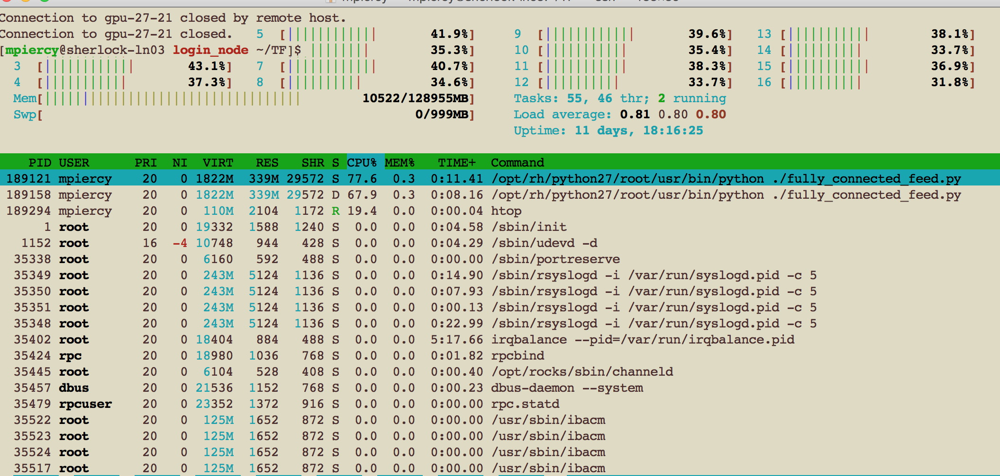 Connection to gpu-27-21 closed by remote host.
Connection to gpu-27-21 closed. 5 [||||||||||||41.9%] 9 [||||||||||||39.6%] 13 [|||||||||||38.1%]
[mpiercy@sherlock-ln03 login_node ~/TF]$ ||||||||35.3%] 10 [|||||||||||35.4%] 14 [||||||||||33.7%]
3 [||||||||||||43.1%] 7 [||||||||||||40.7%] 11 [|||||||||||38.3%] 15 [|||||||||||36.9%]
4 [|||||||||||37.3%] 8 [||||||||||34.6%] 12 [||||||||||33.7%] 16 [||||||||||31.8%]
Mem[||||||||||||||||||||||||||||||||||10522/128955MB] Tasks: 55, 46 thr; 2 running
Swp[ 0/999MB] Load average: 0.81 0.80 0.80
Uptime: 11 days, 18:16:25
PID USER PRI NI VIRT RES SHR S CPU% MEM% TIME+ Command
189121 mpiercy 20 0 1822M 339M 29572 S 77.6 0.3 0:11.41 /opt/rh/python27/root/usr/bin/python ./fully_connected_feed.py
189158 mpiercy 20 0 1822M 339M 29572 D 67.9 0.3 0:08.16 /opt/rh/python27/root/usr/bin/python ./fully_connected_feed.py
189294 mpiercy 20 0 110M 2104 1172 R 19.4 0.0 0:00.04 htop
1 root 20 0 19332 1588 1240 S 0.0 0.0 0:04.58 /sbin/init
1152 root 16 -4 10748 944 428 S 0.0 0.0 0:04.29 /sbin/udevd -d
35338 root 20 0 6160 592 488 S 0.0 0.0 0:00.00 /sbin/portreserve
35349 root 20 0 243M 5124 1136 S 0.0 0.0 0:14.90 /sbin/rsyslogd -i /var/run/syslogd.pid -c 5
35350 root 20 0 243M 5124 1136 S 0.0 0.0 0:07.93 /sbin/rsyslogd -i /var/run/syslogd.pid -c 5
35351 root 20 0 243M 5124 1136 S 0.0 0.0 0:00.13 /sbin/rsyslogd -i /var/run/syslogd.pid -c 5
35348 root 20 0 243M 5124 1136 S 0.0 0.0 0:22.99 /sbin/rsyslogd -i /var/run/syslogd.pid -c 5
35402 root 20 0 18404 884 488 S 0.0 0.0 5:17.66 irqbalance --pid=/var/run/irqbalance.pid
35424 rpc 20 0 18980 1036 768 S 0.0 0.0 0:01.82 rpcbind
35445 root 20 0 6104 528 408 S 0.0 0.0 0:00.40 /opt/rocks/sbin/channeld
35457 dbus 20 0 21536 1152 768 S 0.0 0.0 0:00.23 dbus-daemon --system
35479 rpcuser 20 0 23352 1372 916 S 0.0 0.0 0:00.00 rpc.statd
35522 root 20 0 125M 1652 872 S 0.0 0.0 0:00.00 /usr/sbin/ibacm
35523 root 20 0 125M 1652 872 S 0.0 0.0 0:00.00 /usr/sbin/ibacm
35524 root 20 0 125M 1652 872 S 0.0 0.0 0:00.00 /usr/sbin/ibacm
35517 root 20 0 125M 1652 872 S 0.0 0.0 0:00.00 /usr/sbin/ibacm